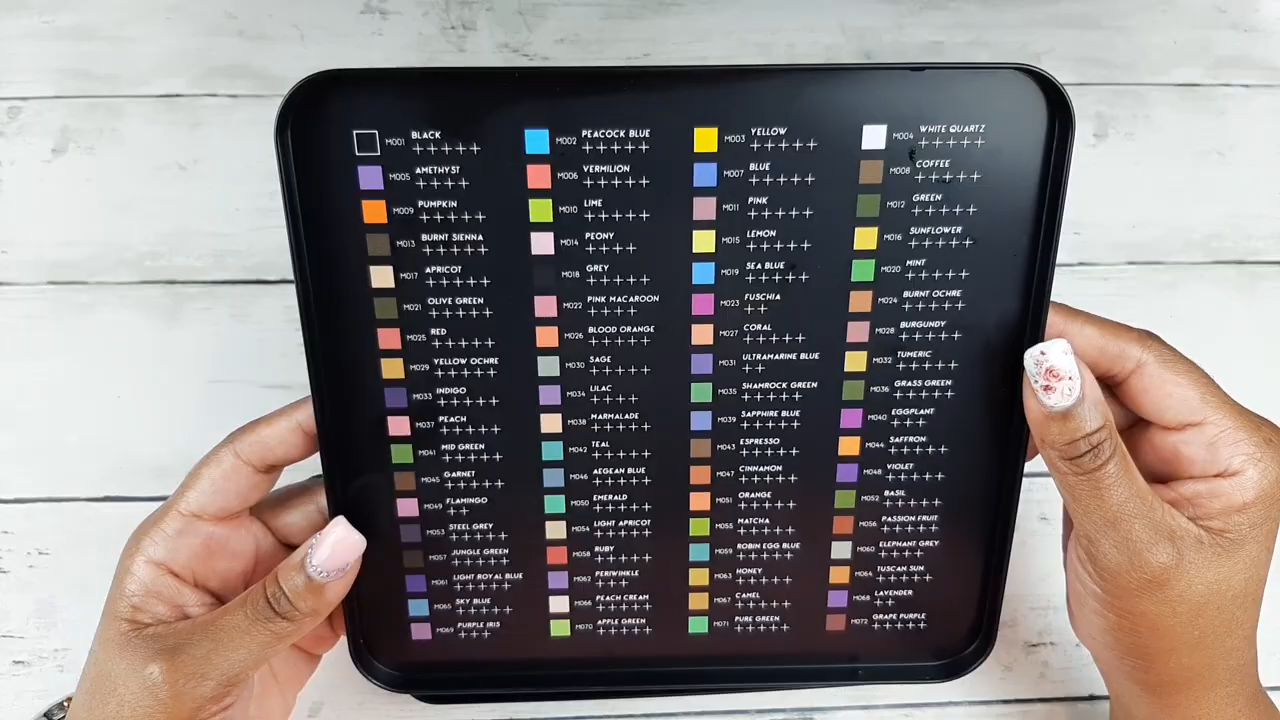 M001 BLACK +++++
M002 PEACOCK BLUE +++++
M003 YELLOW +++++
M004 WHITE QUARTZ +++++
M005 AMETHYST ++++
M006 VERMILION +++++
M007 BLUE +++++
M008 COFFEE +++++
M009 PUMPKIN +++++
M010 LIME +++++
M011 PINK +++++
M012 GREEN +++++
M013 BURNT SIENNA +++++
M014 PEONY ++++
M015 LEMON +++++
M016 SUNFLOWER +++++
M017 APRICOT +++++
M018 GREY +++++
M019 SEA BLUE +++++
M020 MINT +++++
M021 OLIVE GREEN +++++
M022 PINK MACAROON +++++
M023 FUSCHIA ++
M024 BURNT OCHRE +++++
M025 RED +++++
M026 BLOOD ORANGE +++++
M027 CORAL +++++
M028 BURGUNDY +++++
M029 YELLOW OCHRE +++++
M030 SAGE +++++
M031 ULTRAMARINE BLUE ++
M032 TUMERIC +++++
M033 INDIGO +++++
M034 LILAC ++++
M035 SHAMROCK GREEN +++++
M036 GRASS GREEN +++++
M037 PEACH +++++
M038 MARMALADE +++++
M039 SAPPHIRE BLUE +++++
M040 EGGPLANT +++
M041 MID GREEN +++++
M042 TEAL +++++
M043 ESPRESSO +++++
M044 SAFFRON +++++
M045 GARNET +++++
M046 AEGEAN BLUE +++++
M047 CINNAMON +++++
M048 VIOLET +++++
M049 FLAMINGO ++
M050 EMERALD +++++
M051 ORANGE +++++
M052 BASIL +++++
M053 STEEL GREY +++++
M054 LIGHT APRICOT +++++
M055 MATCHA +++++
M056 PASSION FRUIT +++++
M057 JUNGLE GREEN +++++
M058 RUBY +++++
M059 ROBIN EGG BLUE +++++
M060 ELEPHANT GREY ++++
M061 LIGHT ROYAL BLUE +++++
M062 PERIWINKLE +++
M063 HONEY +++++
M064 TUSCAN SUN +++++
M065 SKY BLUE +++++
M066 PEACH CREAM +++++
M067 CAMEL +++++
M068 LAVENDER ++
M069 PURPLE IRIS +++
M070 APPLE GREEN +++++
M071 PURE GREEN +++++
M072 GRAPE PURPLE +++++